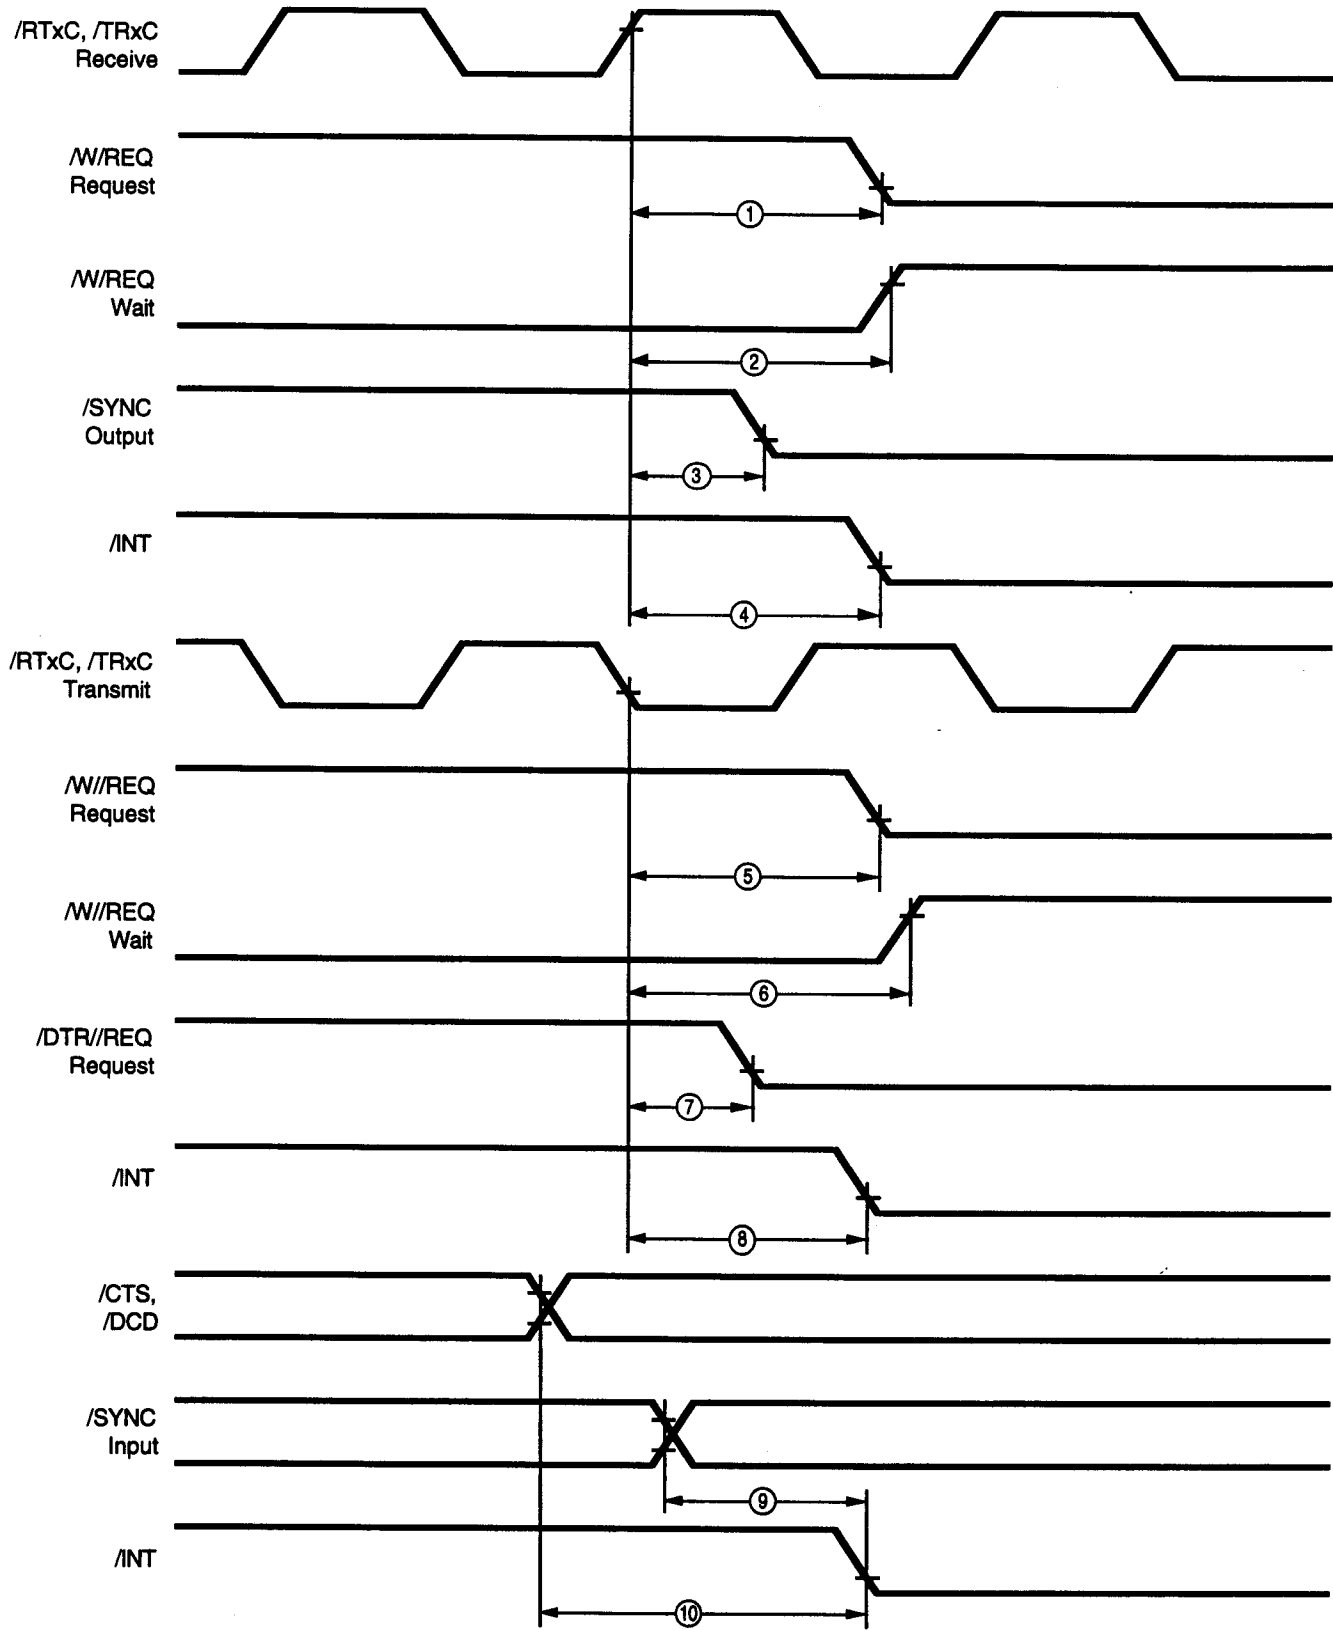 /RTxC, /TRxC
Receive
/W/REQ
Request
1
/W/REQ
Wait
2
/SYNC
Output
3
/INT
4
/RTxC, /TRxC
Transmit
/W//REQ
Request
5
/W//REQ
Wait
6
/DTR//REQ
Request
7
/INT
8
/CTS,
/DCD
/SYNC
Input
9
/INT
10